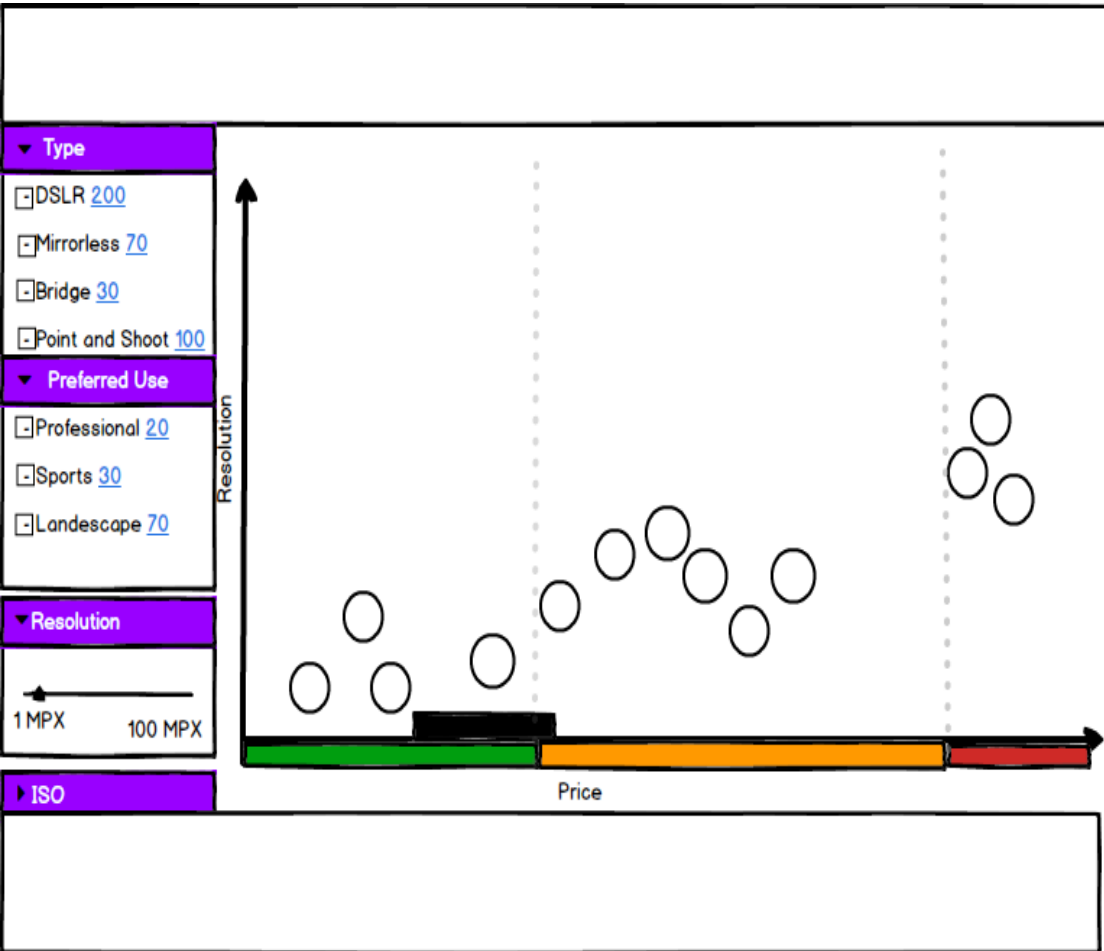 Type
DSLR 200
Mirrorless 70
Bridge 30
Point and Shoot 100
Preferred Use
Professional 20
Sports 30
Landescape 70
Resolution
1 MPX
100 MPX
ISO
Resolution
Price